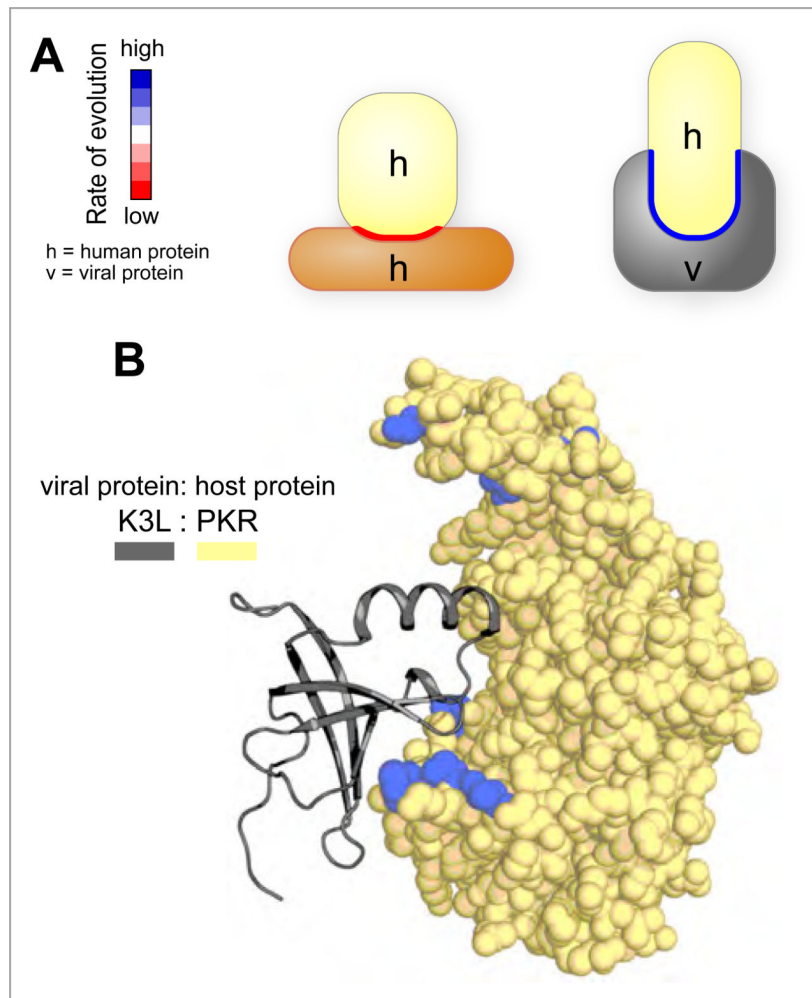 A
high
Rate of evolution
low
h = human protein
v = viral protein
h
h
h
v
B
viral protein: host protein
K3L : PKR